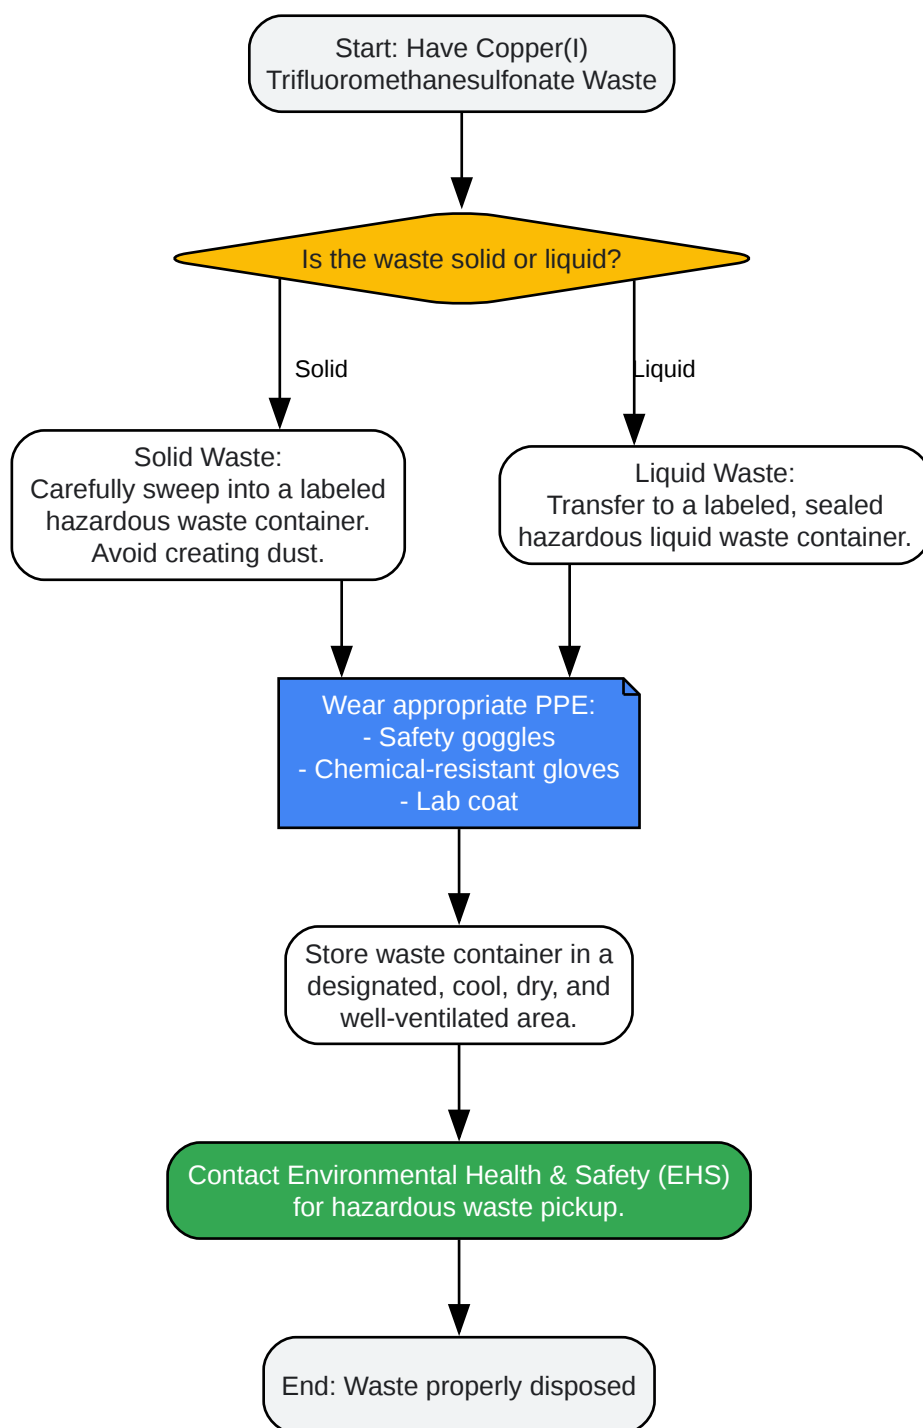 Start: Have Copper(I)
Trifluoromethanesulfonate Waste
Is the waste solid or liquid?
Solid
Liquid
Solid Waste:
Carefully sweep into a labeled
hazardous waste container.
Avoid creating dust.
Liquid Waste:
Transfer to a labeled, sealed
hazardous liquid waste container.
Wear appropriate PPE:
- Safety goggles
- Chemical-resistant gloves
- Lab coat
Store waste container in a
designated, cool, dry, and
well-ventilated area.
Contact Environmental Health & Safety (EHS)
for hazardous waste pickup.
End: Waste properly disposed